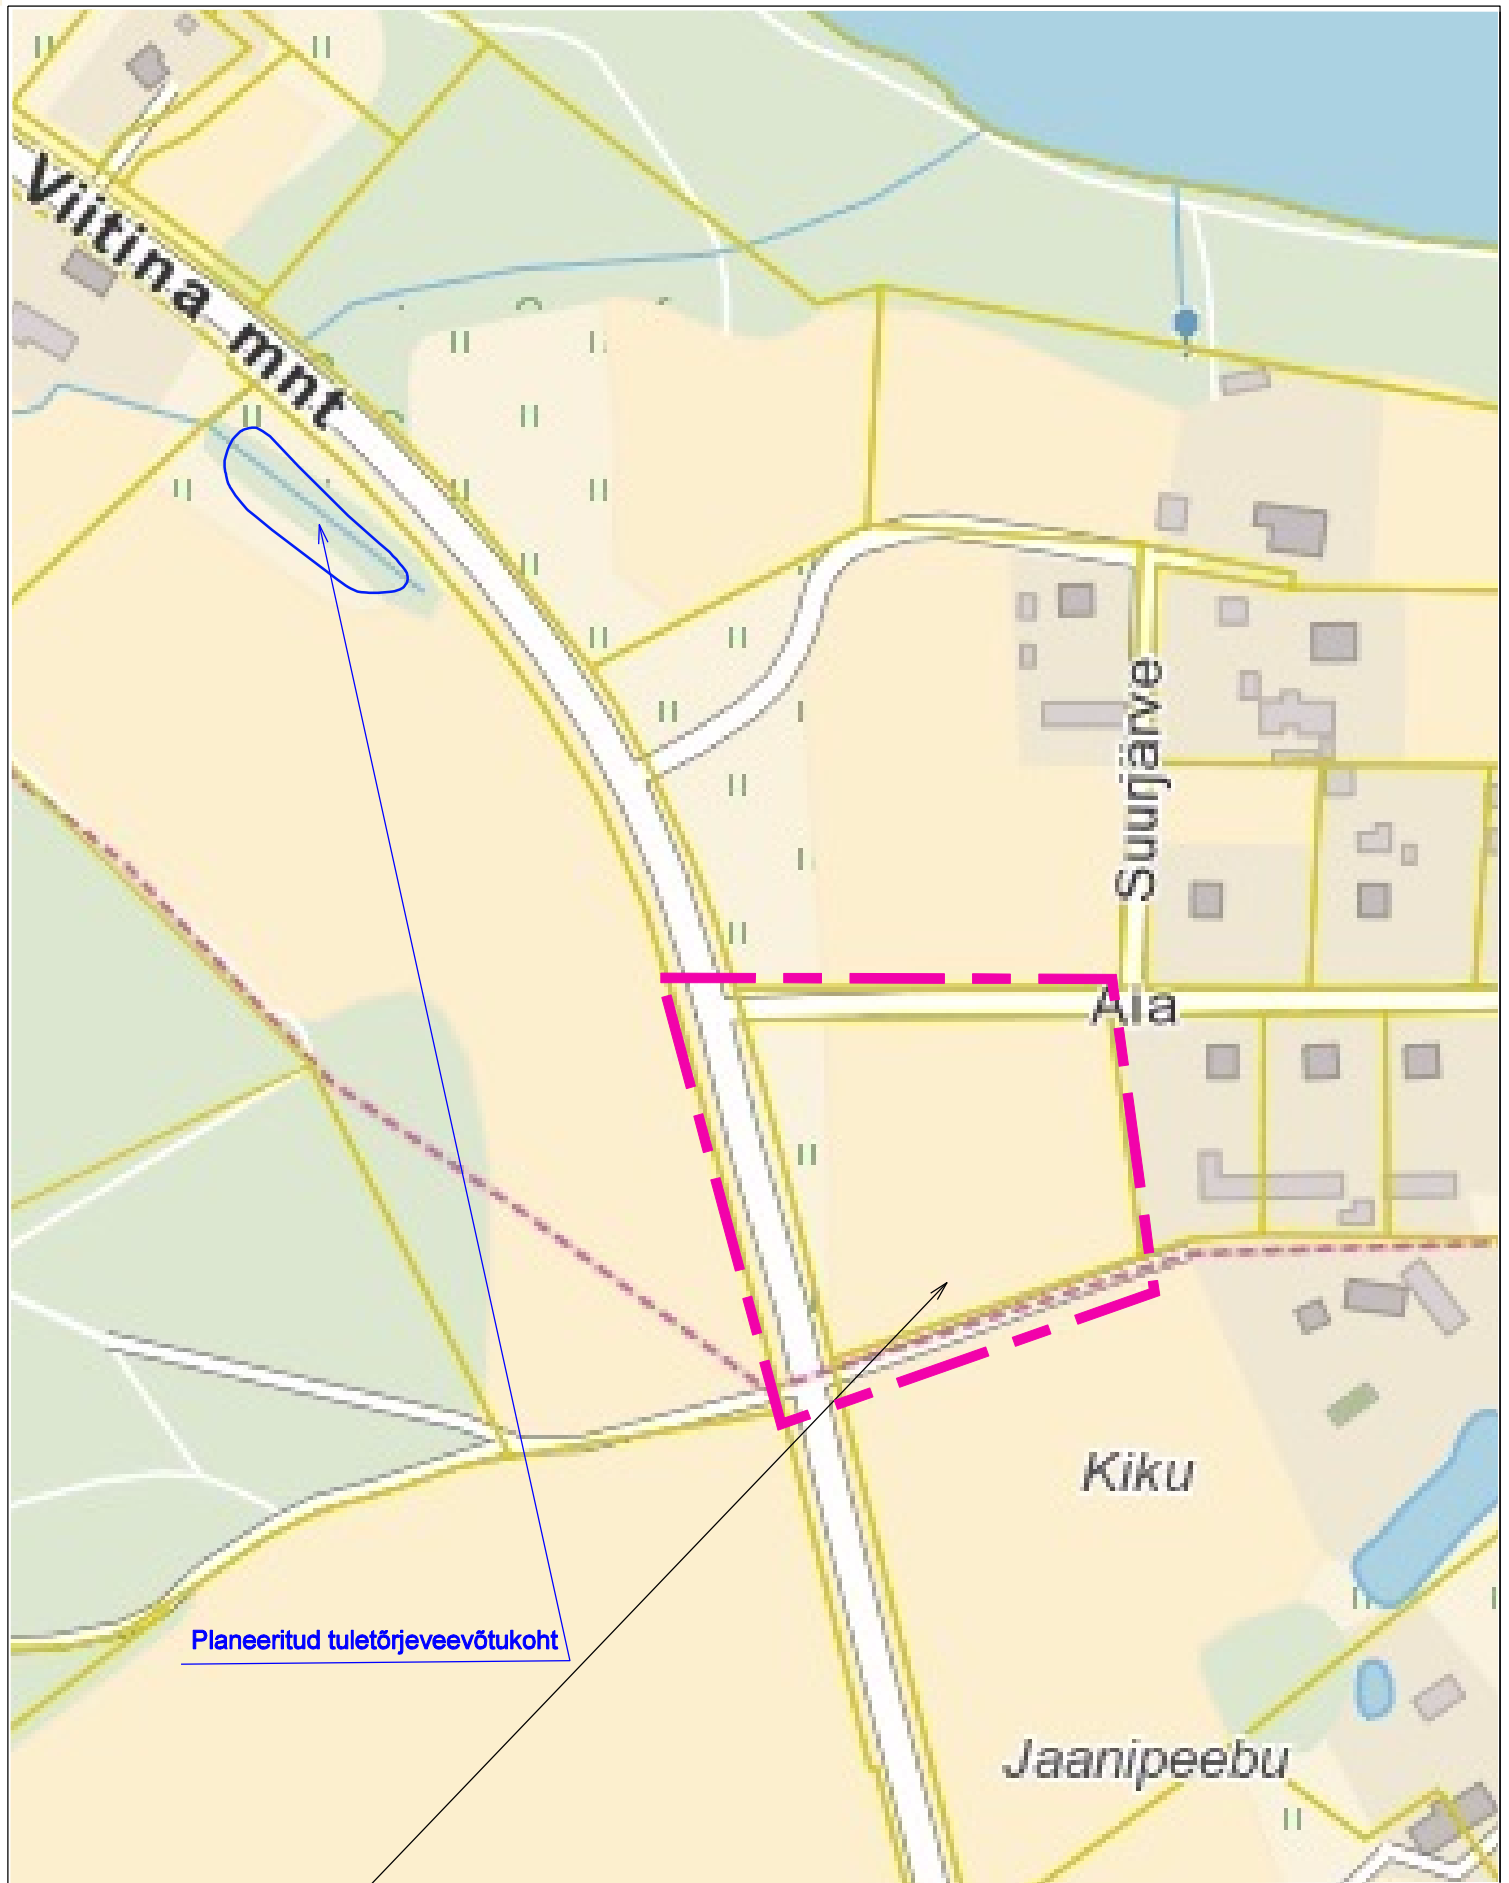 Viitina mnt
Suurjärve
Ala
Kiku
Planeeritud tuletõrjeveevõtukoht
Jaanipeebu